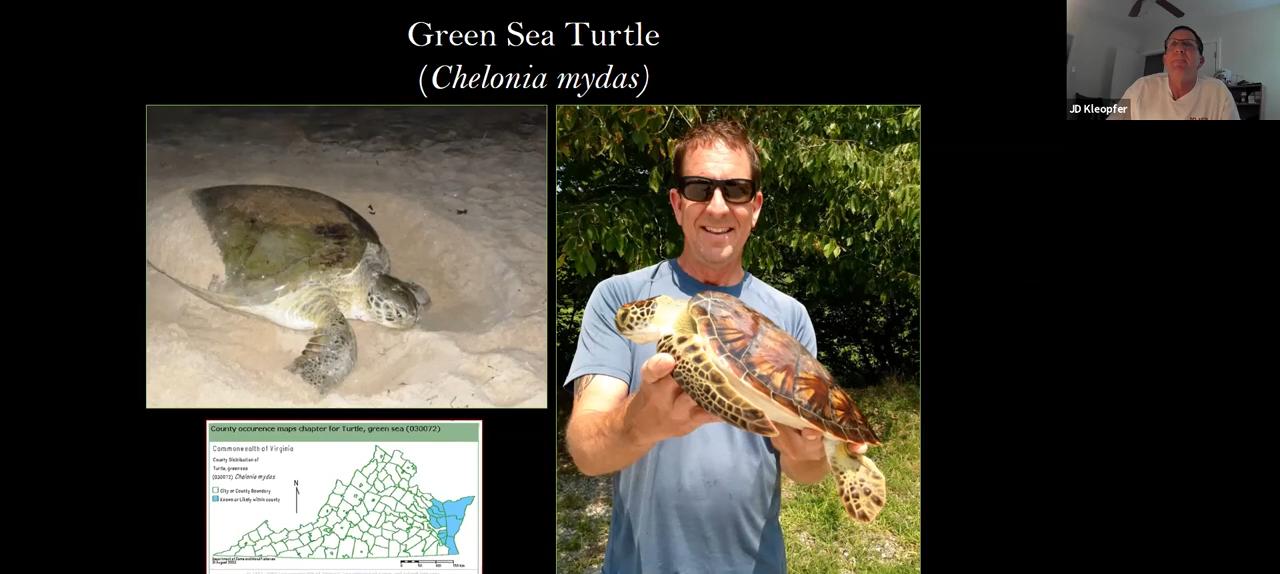 Green Sea Turtle
(Chelonia mydas)
JD Kleopfer
County occurence maps chapter for Turtle, green sea (030072)
Commonwealth of Virginia
County Distribution of
Turtle, green sea
(030072) Chelonia mydas
City or County Boundary
Known or Likely within county
N